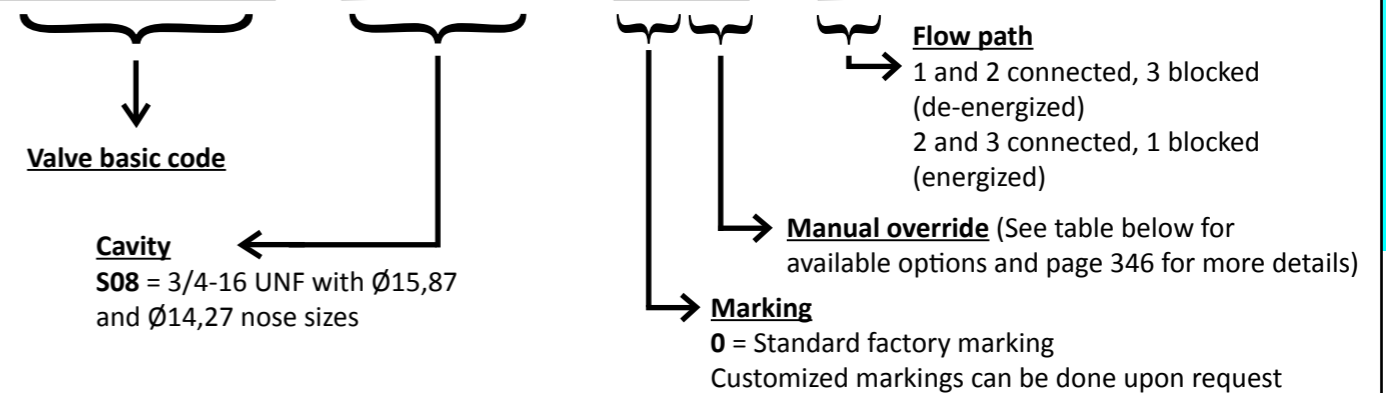 Flow path
1 and 2 connected, 3 blocked
(de-energized)
2 and 3 connected, 1 blocked
(energized)
Valve basic code
Manual override (See table below for
available options and page 346 for more details)
Cavity
S08 = 3/4-16 UNF with Ø15,87
and Ø14,27 nose sizes
Marking
0 = Standard factory marking
Customized markings can be done upon request